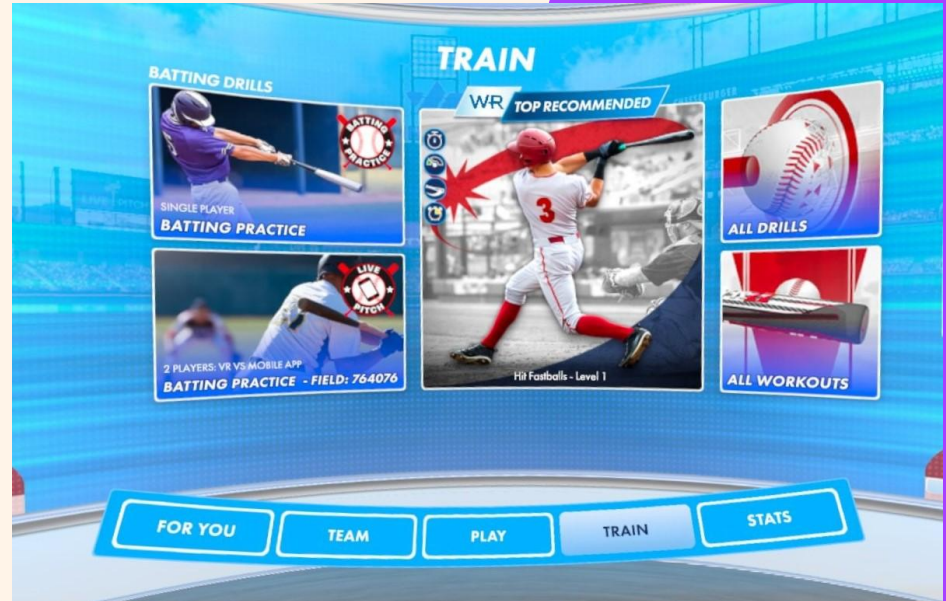 TRAIN
BATTING DRILLS
BATTING
PRACTICE
SINGLE PLAYER
BATTING PRACTICE
LIVE
PITCH
2 PLAYERS: VR VS MOBILE APP
BATTING PRACTICE - FIELD: 764076
WR TOP RECOMMENDED
3
Hit Fastballs - Level 1
ALL DRILLS
ALL WORKOUTS
FOR YOU
TEAM
PLAY
TRAIN
STATS